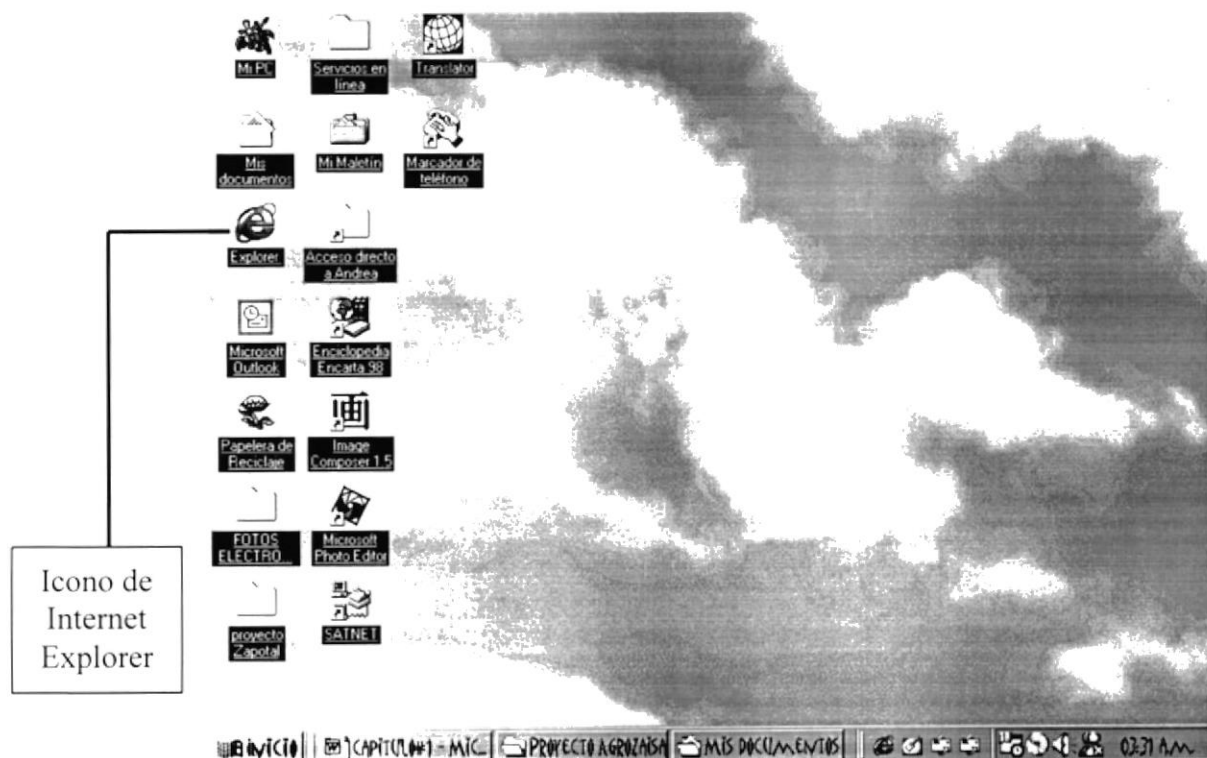 Mi PC
Servicios en
línea
Translator
Mis
documentos
Mi Maletín
Marcador de
teléfono
Explorer
Acceso directo
a Andrea
Microsoft
Outlook
Enciclopedia
Encarta 98
Papelera de
Reciclaje
Image
Composer 1.5
FOTOS
ELECTRO...
Microsoft
Photo Editor
proyecto
Zapotal
SATNET
Icono de
Internet
Explorer
INICIO
CAPITULO#1 - MIC...
PROYECTO AGROZAISA
MIS DOCUMENTOS
03:31 A.M.